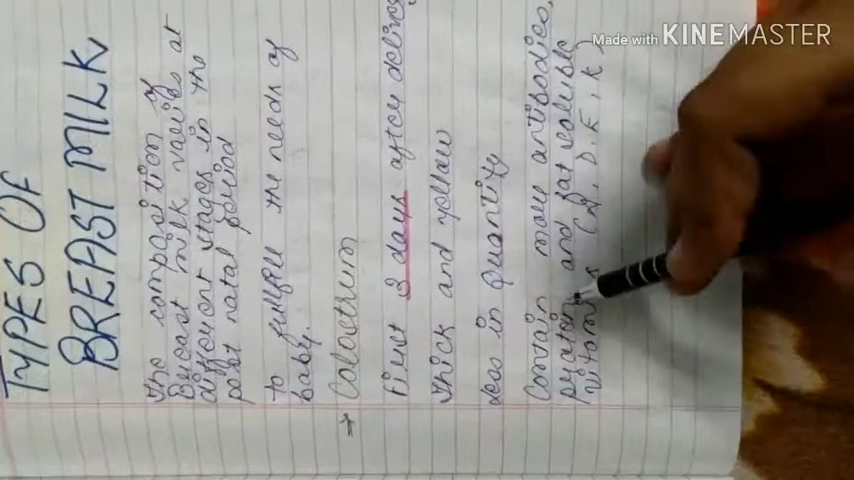 TYPES OF
BREAST MILK
The composition of
Breast milk varies at
different stages in the
post natal period
to fulfill the needs of
baby.
→ Colostrum
First 3 days after
Thick and yellow
Less in quantity
Contain more antibodies,
protein and fat soluble
(A, D, E, K)
Made with KINEMASTER